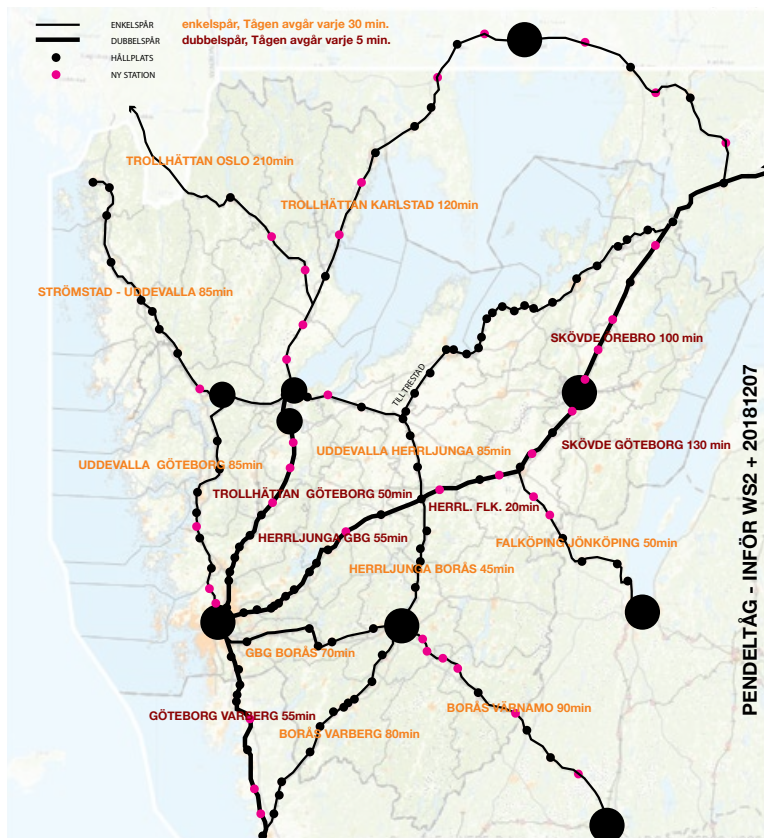 ENKELSPÅR enkelspår, Tågen avgår varje 30 min.
DUBBELSPÅR dubbelspår, Tågen avgår varje 5 min.
HÅLLPLATS
NY STATION
TROLLHÄTTAN OSLO 210min
TROLLHÄTTAN KARLSTAD 120min
STRÖMSTAD - UDDEVALLA 85min
SKÖVDE ÖREBRO 100 min
TILLTRESTAD
SKÖVDE GÖTEBORG 130 min
UDDEVALLA HERRLJUNGA 85min
UDDEVALLA GÖTEBORG 85min
TROLLHÄTTAN GÖTEBORG 50min
HERRL. FLK. 20min
HERRLJUNGA GBG 55min
FALKÖPING JÖNKÖPING 50min
HERRLJUNGA BORÅS 45min
GBG BORÅS 70min
BORÅS VÄRNAMO 90min
GÖTEBORG VARBERG 55min
BORÅS VARBERG 80min
PENDELTÅG - INFÖR WS2 + 20181207